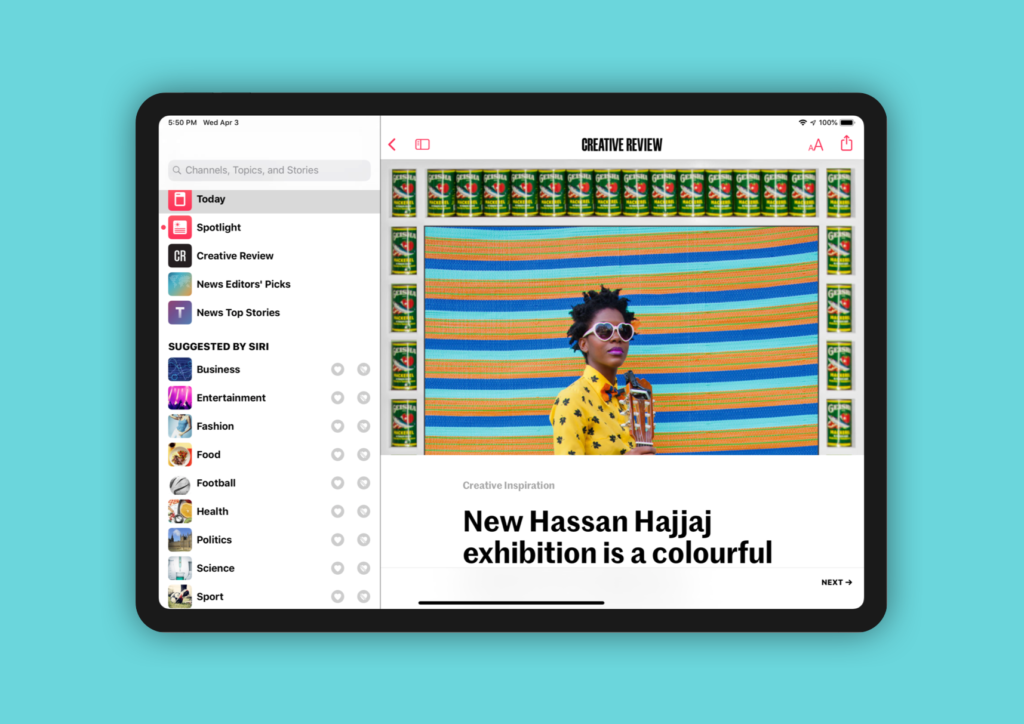 5:50 PM Wed Apr 3
100%
Channels, Topics, and Stories
Today
Spotlight
CR
Creative Review
News Editors' Picks
T
News Top Stories
SUGGESTED BY SIRI
Business
Entertainment
Fashion
Food
Football
Health
Politics
Science
Sport
CREATIVE REVIEW
AA
GEISHA
MACKEREL
Creative Inspiration
New Hassan Hajjaj
exhibition is a colourful
NEXT →